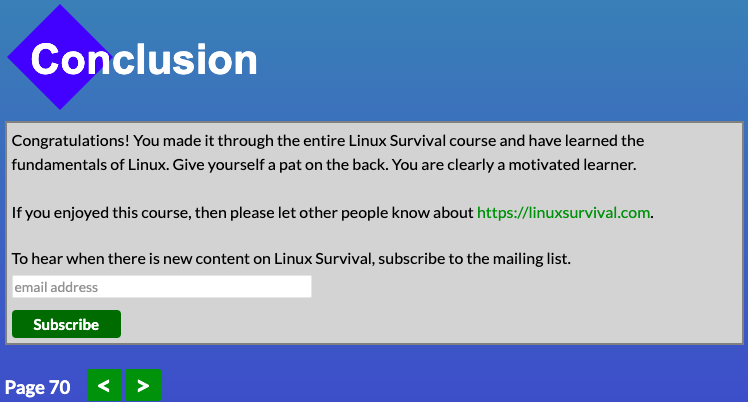 Conclusion
Congratulations! You made it through the entire Linux Survival course and have learned the
fundamentals of Linux. Give yourself a pat on the back. You are clearly a motivated learner.
If you enjoyed this course, then please let other people know about https://linuxsurvival.com.
To hear when there is new content on Linux Survival, subscribe to the mailing list.
email address
Subscribe
Page 70 < >